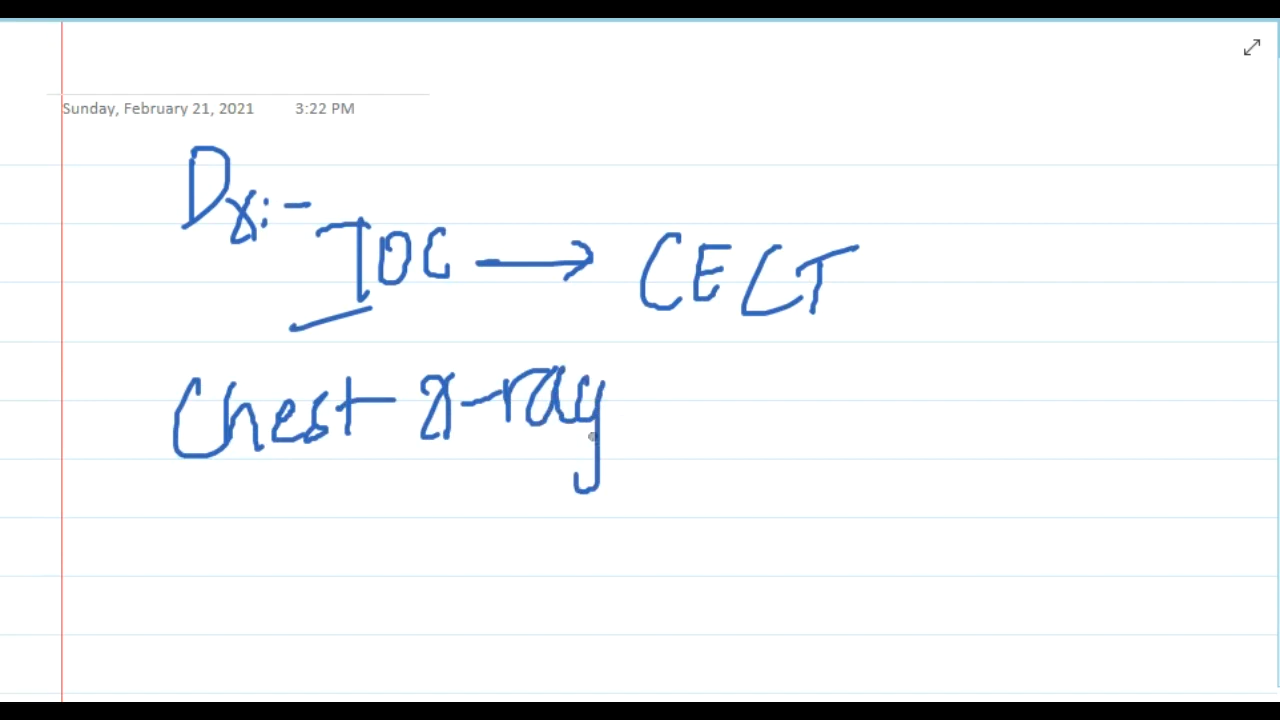 Sunday, February 21, 2021 3:22 PM
Dx:-
IOC → CECT
Chest x-ray